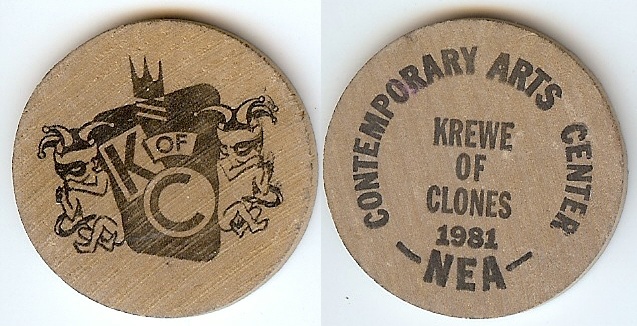 K OF C
CONTEMPORARY ARTS CENTER
KREWE
OF
CLONES
1981
-NEA-